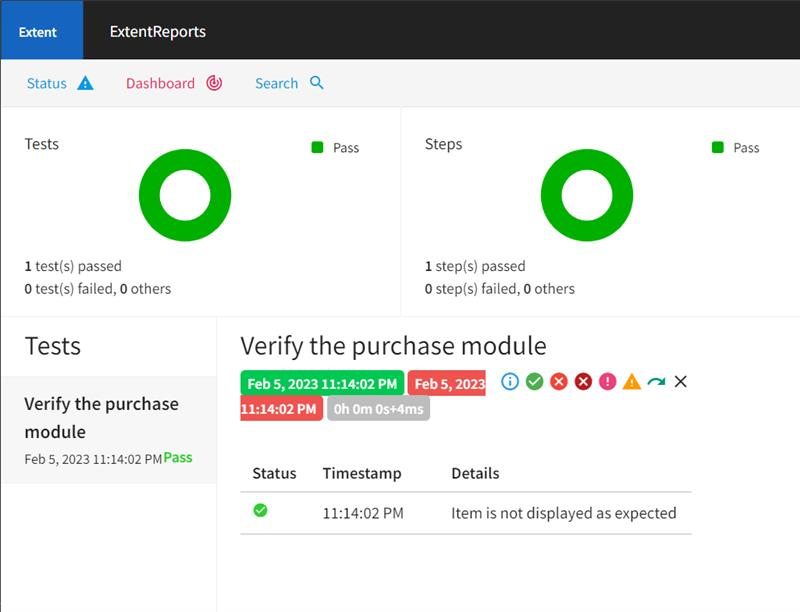 Extent ExtentReports
Status Dashboard Search
Tests
Pass
1 test(s) passed
0 test(s) failed, 0 others
Steps
Pass
1 step(s) passed
0 step(s) failed, 0 others
Tests
Verify the purchase
module
Feb 5, 2023 11:14:02 PM Pass
Verify the purchase module
Feb 5, 2023 11:14:02 PM Feb 5, 2023
11:14:02 PM 0h 0m 0s+4ms
Status Timestamp Details
11:14:02 PM Item is not displayed as expected